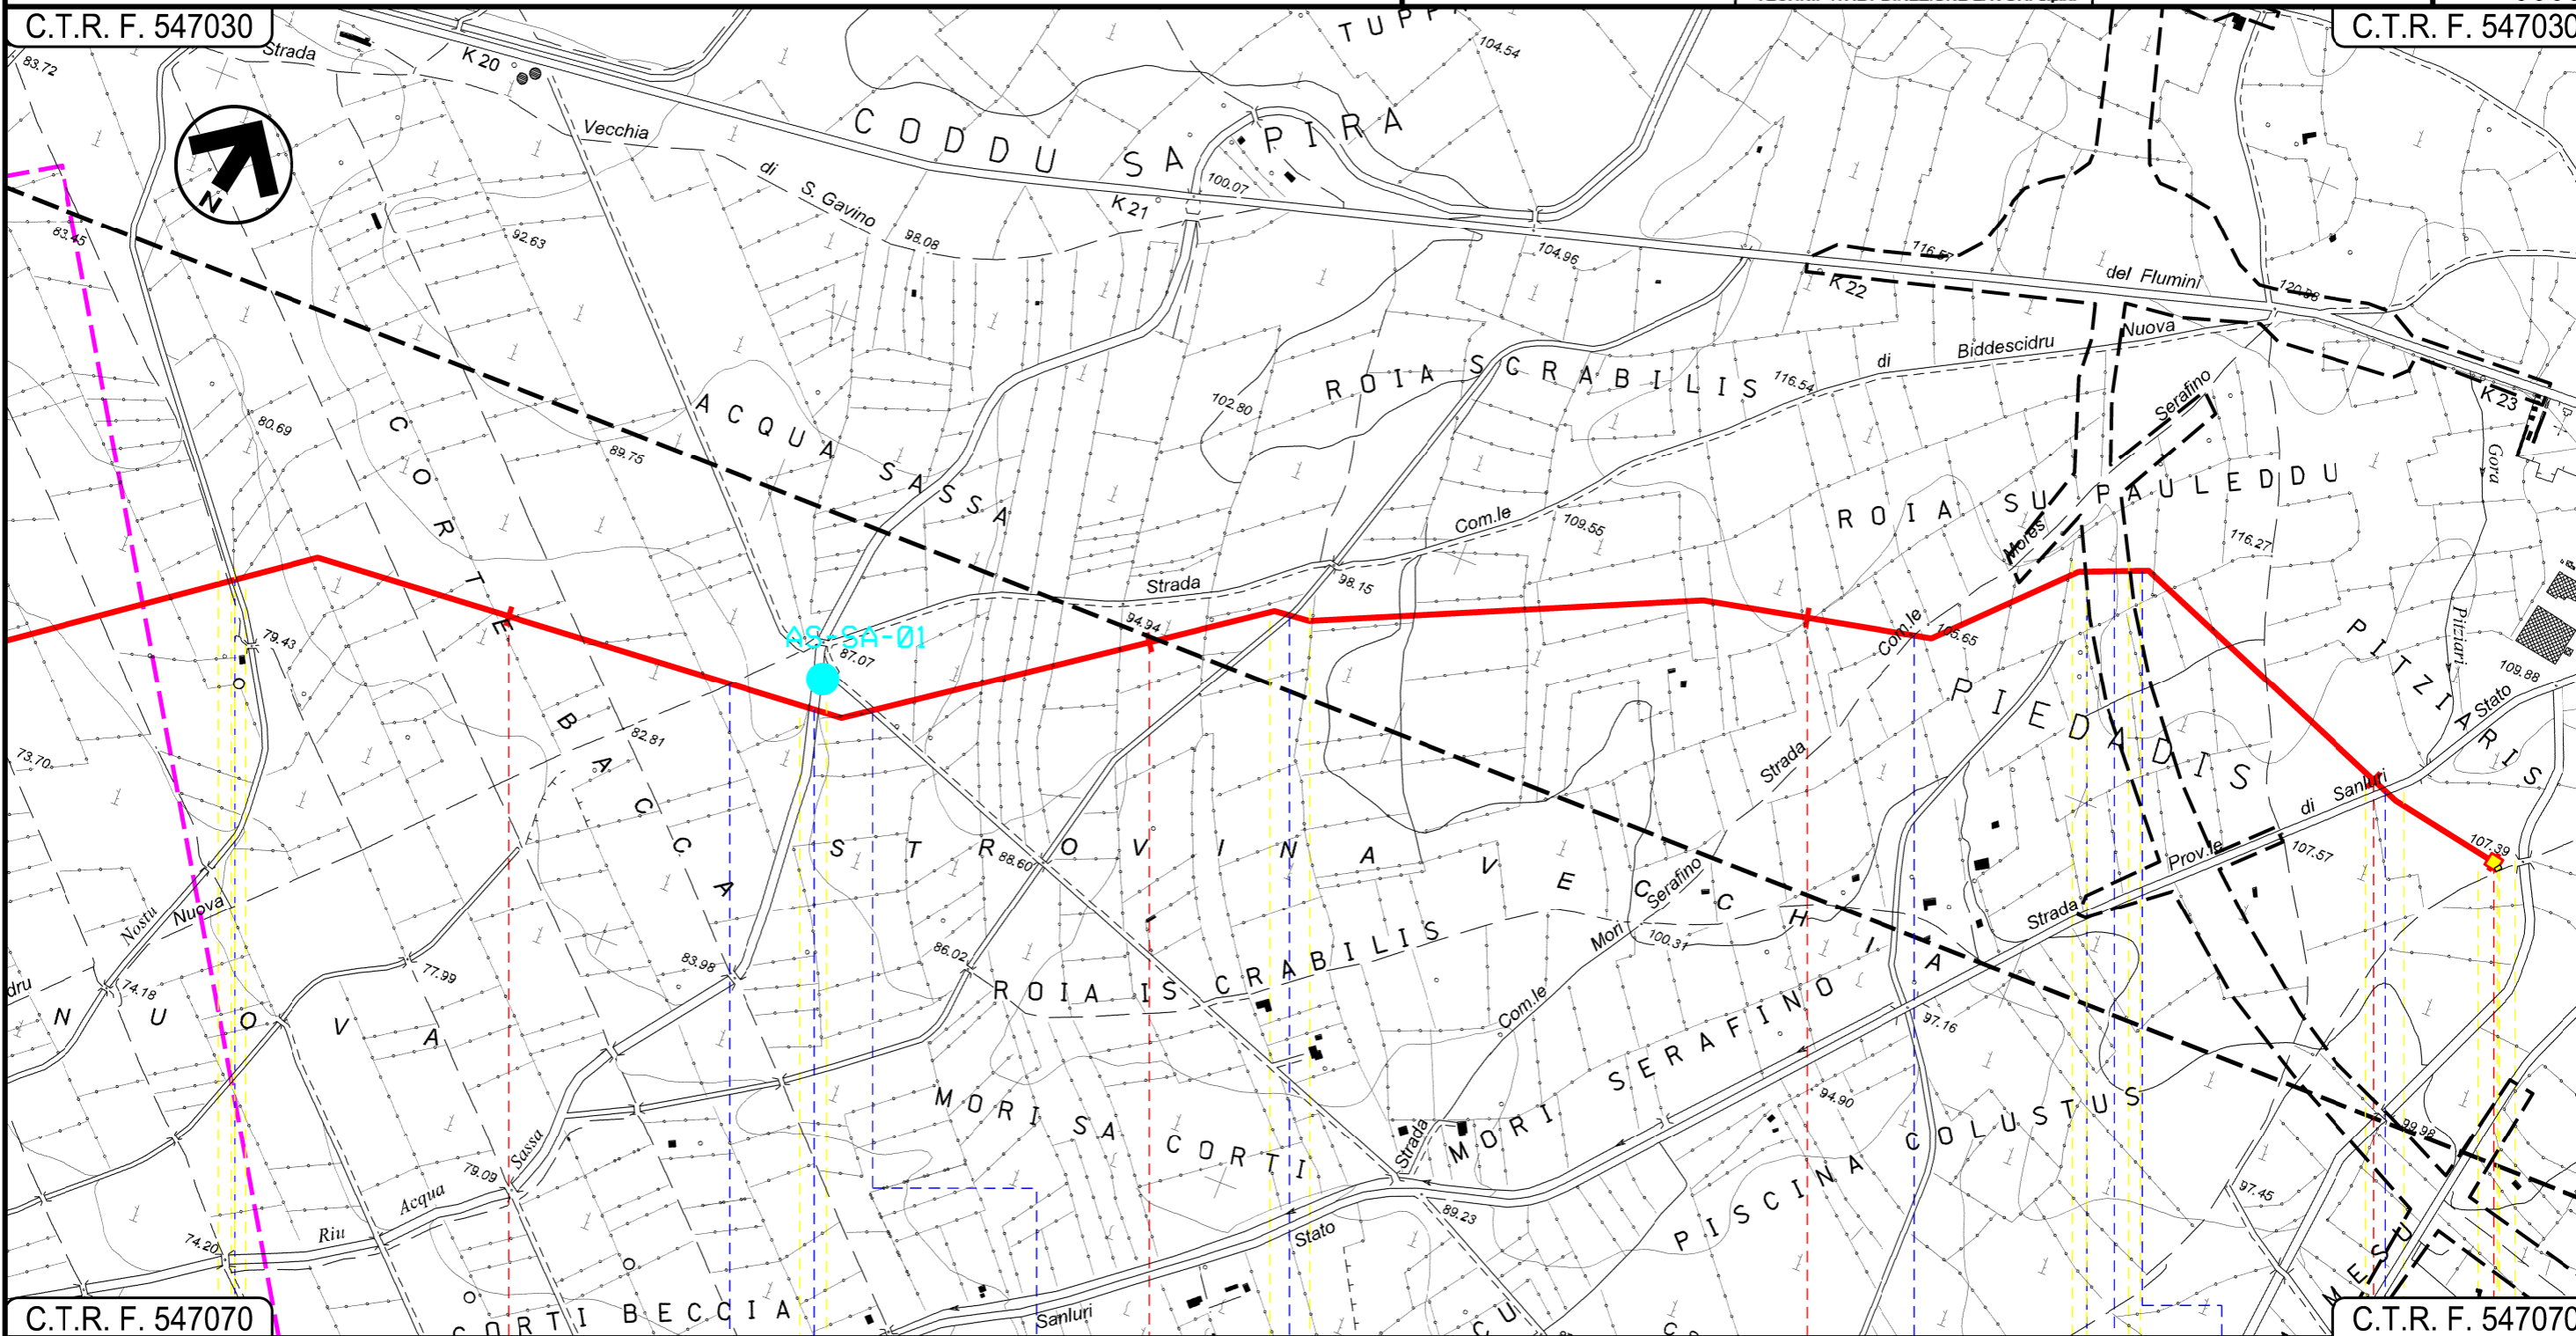 C.T.R. F. 547030
C.T.R. F. 547030
83.72
Strada
K 20
104.54
Vecchia
CODDU SA PIRA
N
di
S. Gavino
100.07
K 21
83.45
92.63
98.08
104.96
116.57
K 22
del Flumini
120.98
Nuova
Biddescidru
di
ROIA SCRABILIS
116.54
102.80
ACQUA SASSA
80.69
89.75
Serafino
K 23
Gora
ROIA SU PAULEDDU
Mores
116.27
Com.le
109.55
Strada
98.15
94.94
AS-SA-01
87.07
79.43
Com.le
105.65
Pitziari
PITZIARIS
109.88
Stato
CORTE BACCA
82.81
73.70
PIEDADIS
Strada
di Sanluri
107.39
107.57
Prov.le
STROVINA VECCHIA
88.60
Serafino
Mori
100.31
Strada
Nostu
Nuova
86.02
83.98
77.99
74.18
dru
NUOVA
ROIA IS CRABILIS
Com.le
97.16
MORI SERAFINO
94.90
MORI SA CORTI
Strada
PISCINA COLUSTUS
99.98
97.45
Sassa
79.09
Acqua
Riu
74.20
89.23
Stato
Sanluri
CORTI BECCIA
C.T.R. F. 547070
C.T.R. F. 547070